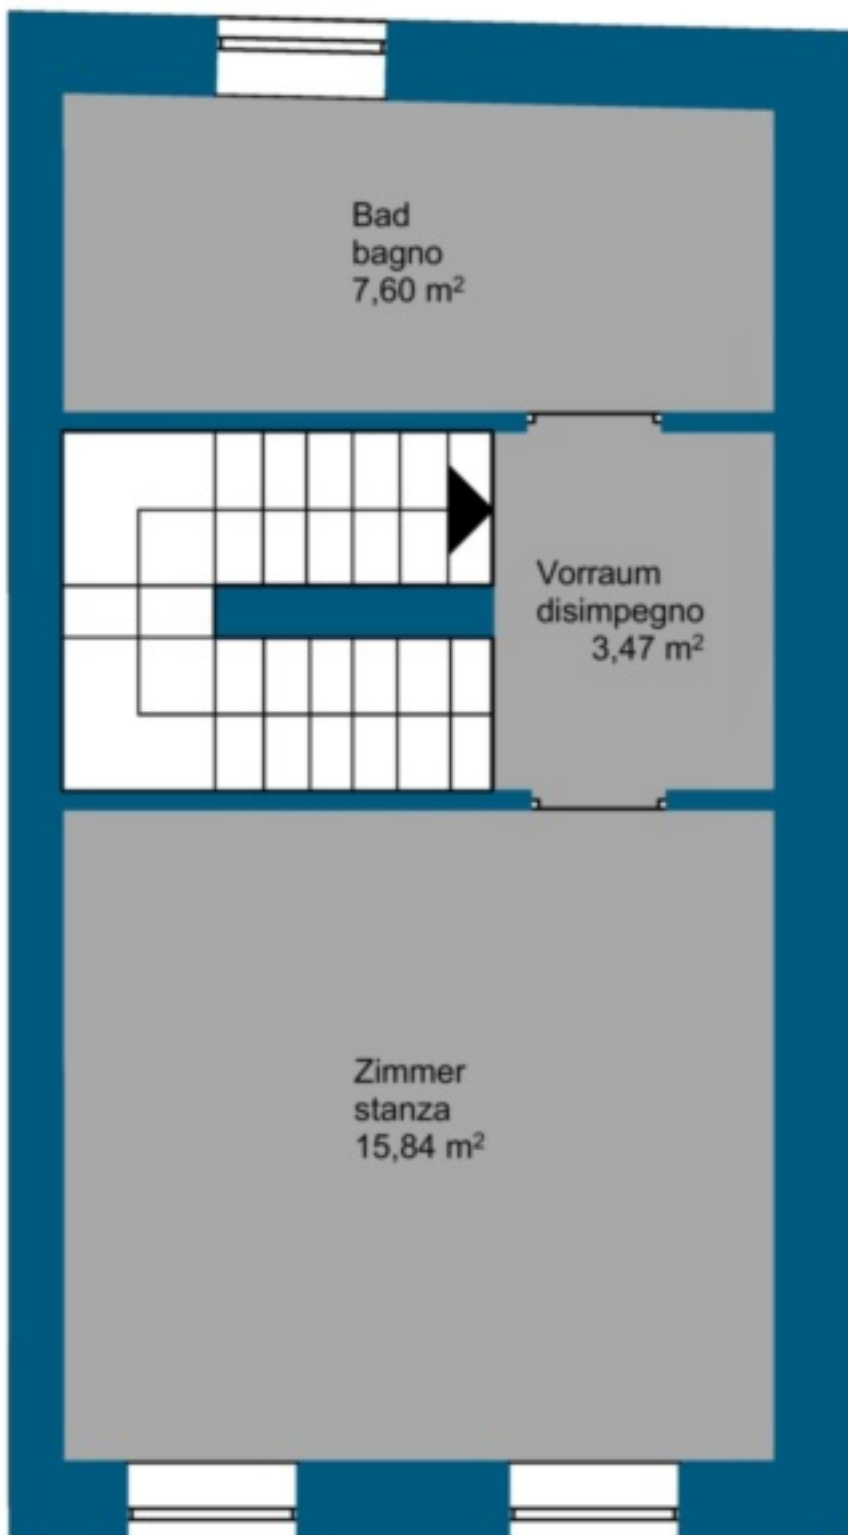 Bad
bagno
7,60 m²
Vorraum
disimpegno
3,47 m²
Zimmer
stanza
15,84 m²